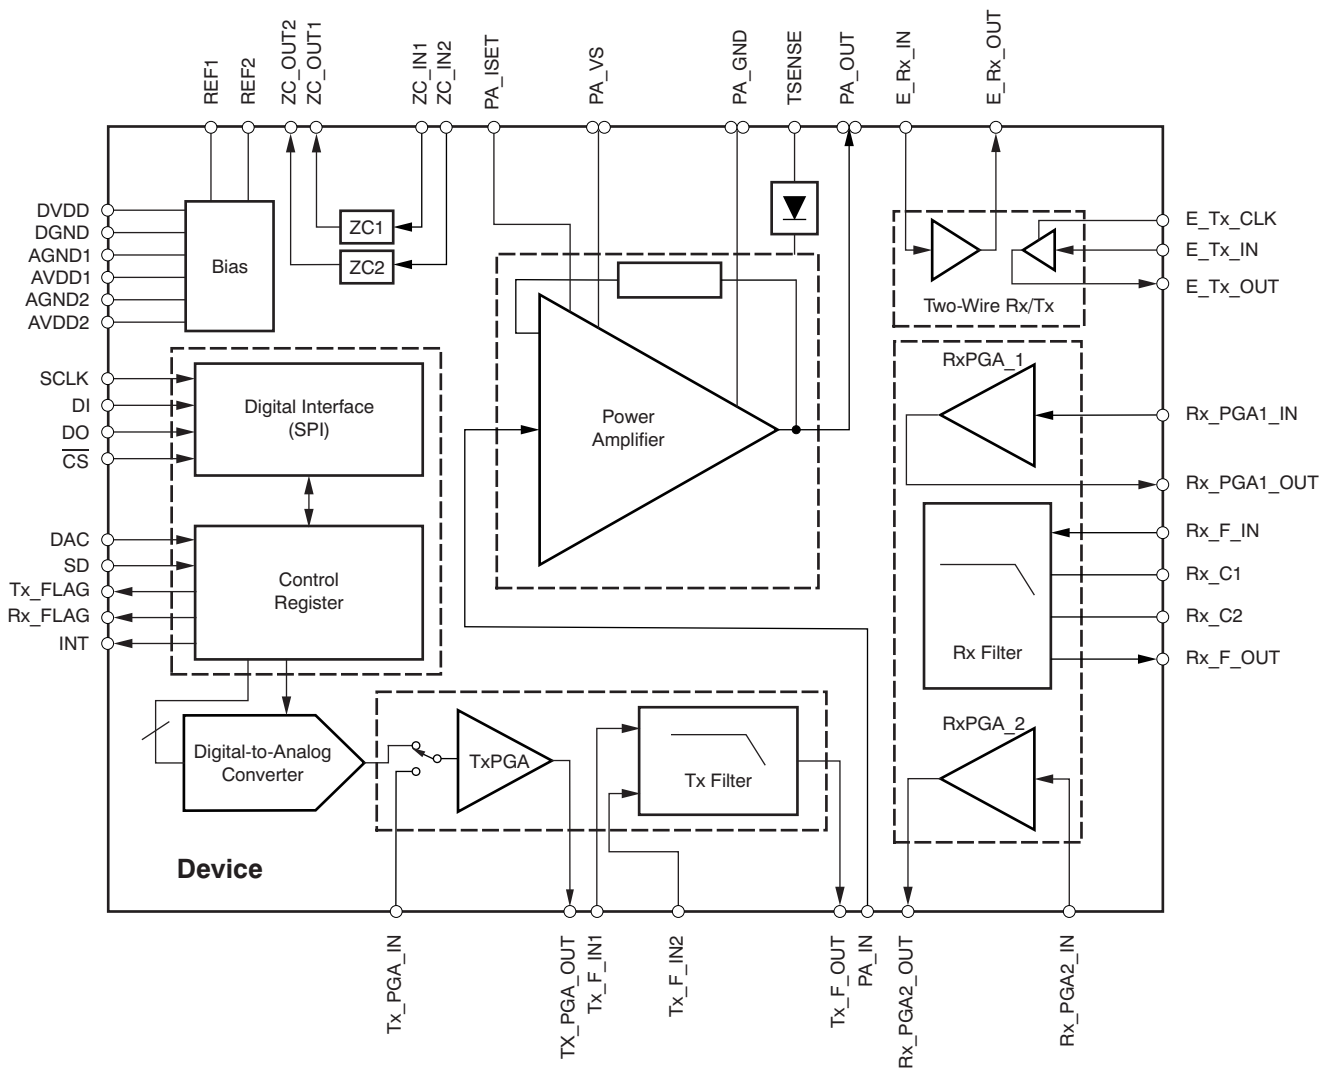 REF1
REF2
ZC_OUT2
ZC_OUT1
ZC_IN1
ZC_IN2
PA_ISET
PA_VS
PA_GND
TSENSE
PA_OUT
E_Rx_IN
E_Rx_OUT
DVDD
DGND
AGND1
AVDD1
AGND2
AVDD2
Bias
ZC1
ZC2
Two-Wire Rx/Tx
E_Tx_CLK
E_Tx_IN
E_Tx_OUT
SCLK
DI
DO
CS
Digital Interface
(SPI)
Power
Amplifier
RxPGA_1
Rx_PGA1_IN
Rx_PGA1_OUT
DAC
SD
Tx_FLAG
Rx_FLAG
INT
Control
Register
Rx_F_IN
Rx_C1
Rx_C2
Rx_F_OUT
Rx Filter
Digital-to-Analog
Converter
TxPGA
Tx Filter
RxPGA_2
Device
Tx_PGA_IN
TX_PGA_OUT
Tx_F_IN1
Tx_F_IN2
Tx_F_OUT
PA_IN
Rx_PGA2_OUT
Rx_PGA2_IN